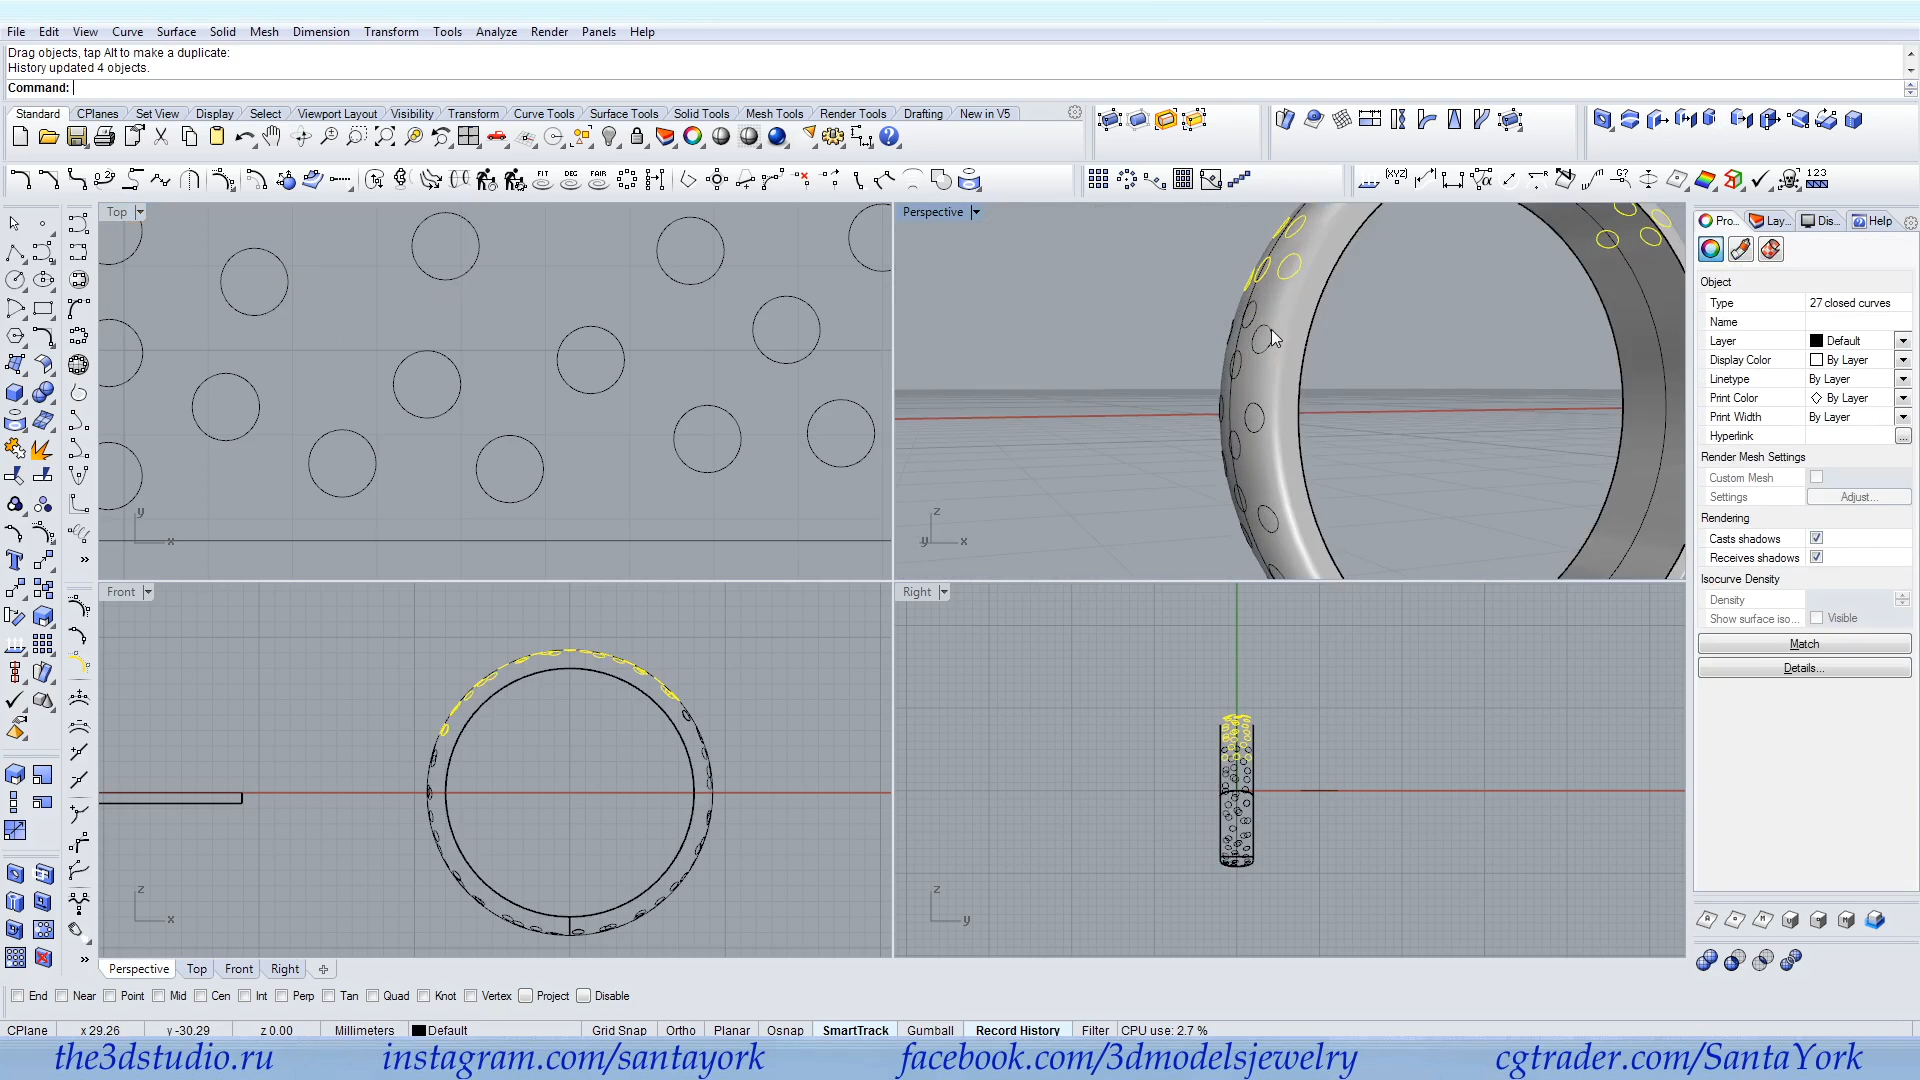 File Edit View Curve Surface Solid Mesh Dimension Transform Tools Analyze Render Panels Help
Drag objects, tap Alt to make a duplicate:
History updated 4 objects.
Command:
Standard CPlanes Set View Display Select Viewport Layout Visibility Transform Curve Tools Surface Tools Solid Tools Mesh Tools Render Tools Drafting New in V5
Top
Perspective
Pro... Lay... Dis... Help
Object
Type 27 closed curves
Name
Layer Default
Display Color By Layer
Linetype By Layer
Print Color By Layer
Print Width By Layer
Hyperlink ...
Render Mesh Settings
Custom Mesh
Settings Adjust...
Rendering
Casts shadows
Receives shadows
Isocurve Density
Density
Show surface iso... Visible
Match
Details...
y
x
z
y
x
Front
Right
z
x
z
y
Perspective Top Front Right
End Near Point Mid Cen Int Perp Tan Quad Knot Vertex Project Disable
CPlane x 29.26 y -30.29 z 0.00 Millimeters Default Grid Snap Ortho Planar Osnap SmartTrack Gumball Record History Filter CPU use: 2.7 %
the3dstudio.ru instagram.com/santayork facebook.com/3dmodelsjewelry cgtrader.com/SantaYork